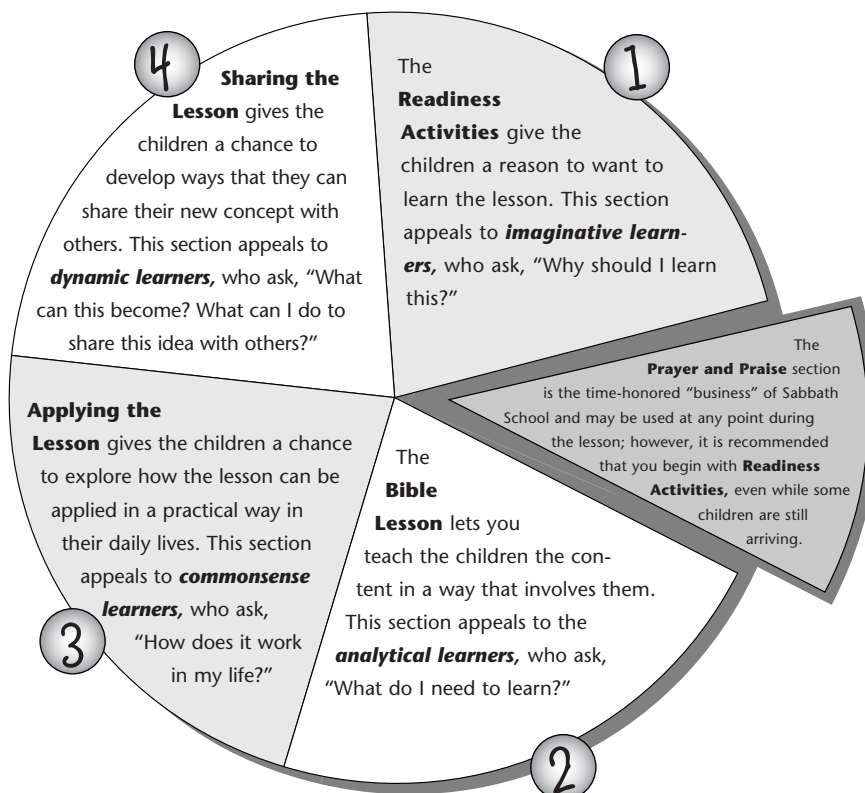 1
The
Readiness
Activities give the
children a reason to want to
learn the lesson. This section
appeals to imaginative learn-
ers, who ask, “Why should I learn
this?”
The
Prayer and Praise section
is the time-honored “business” of Sabbath
School and may be used at any point during
the lesson; however, it is recommended
that you begin with Readiness
Activities, even while some
children are still
arriving.
2
The
Bible
Lesson lets you
teach the children the con-
tent in a way that involves them.
This section appeals to the
analytical learners, who ask,
“What do I need to learn?”
3
Applying the
Lesson gives the children a chance
to explore how the lesson can be
applied in a practical way in
their daily lives. This section
appeals to commonsense
learners, who ask,
“How does it work
in my life?”
4
Sharing the
Lesson gives the
children a chance to
develop ways that they can
share their new concept with
others. This section appeals to
dynamic learners, who ask, “What
can this become? What can I do to
share this idea with others?”